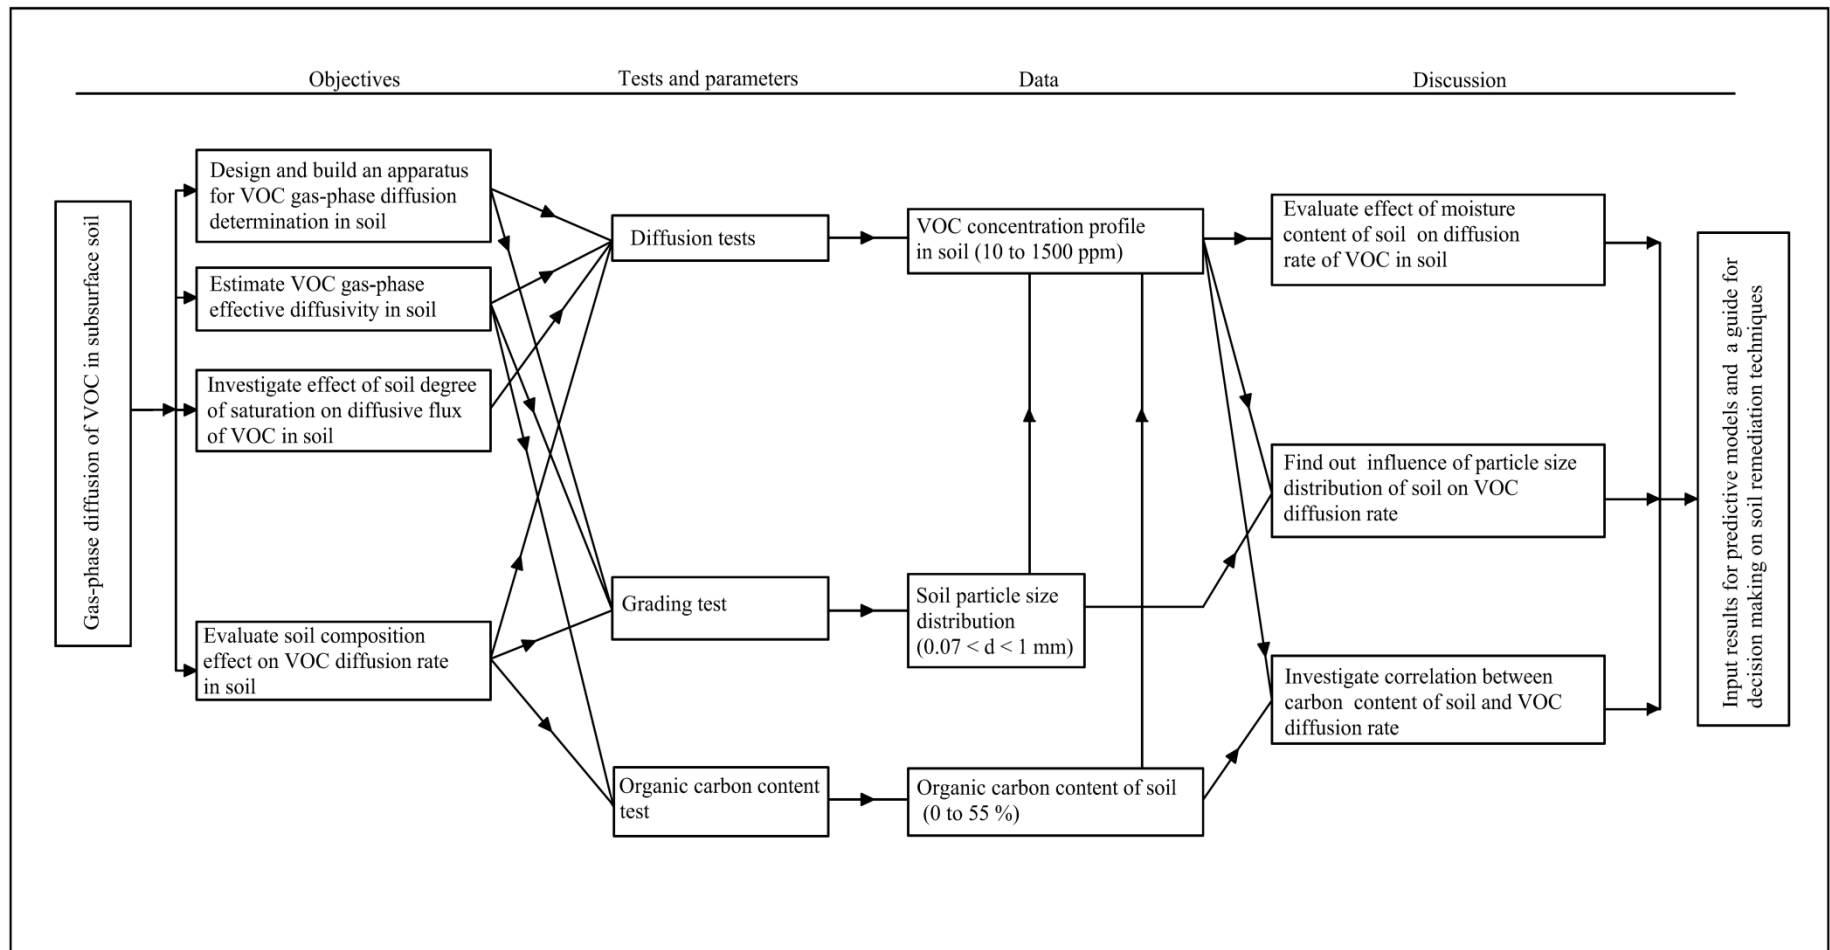 Objectives
Tests and parameters
Data
Discussion
Gas-phase diffusion of VOC in subsurface soil
Design and build an apparatus
for VOC gas-phase diffusion
determination in soil
Estimate VOC gas-phase
effective diffusivity in soil
Investigate effect of soil degree
of saturation on diffusive flux
of VOC in soil
Evaluate soil composition
effect on VOC diffusion rate
in soil
Diffusion tests
Grading test
Organic carbon content
test
VOC concentration profile
in soil (10 to 1500 ppm)
Soil particle size
distribution
(0.07 < d < 1 mm)
Organic carbon content of soil
(0 to 55 %)
Evaluate effect of moisture
content of soil on diffusion
rate of VOC in soil
Find out influence of particle size
distribution of soil on VOC
diffusion rate
Investigate correlation between
carbon content of soil and VOC
diffusion rate
Input results for predictive models and a guide for
decision making on soil remediation techniques